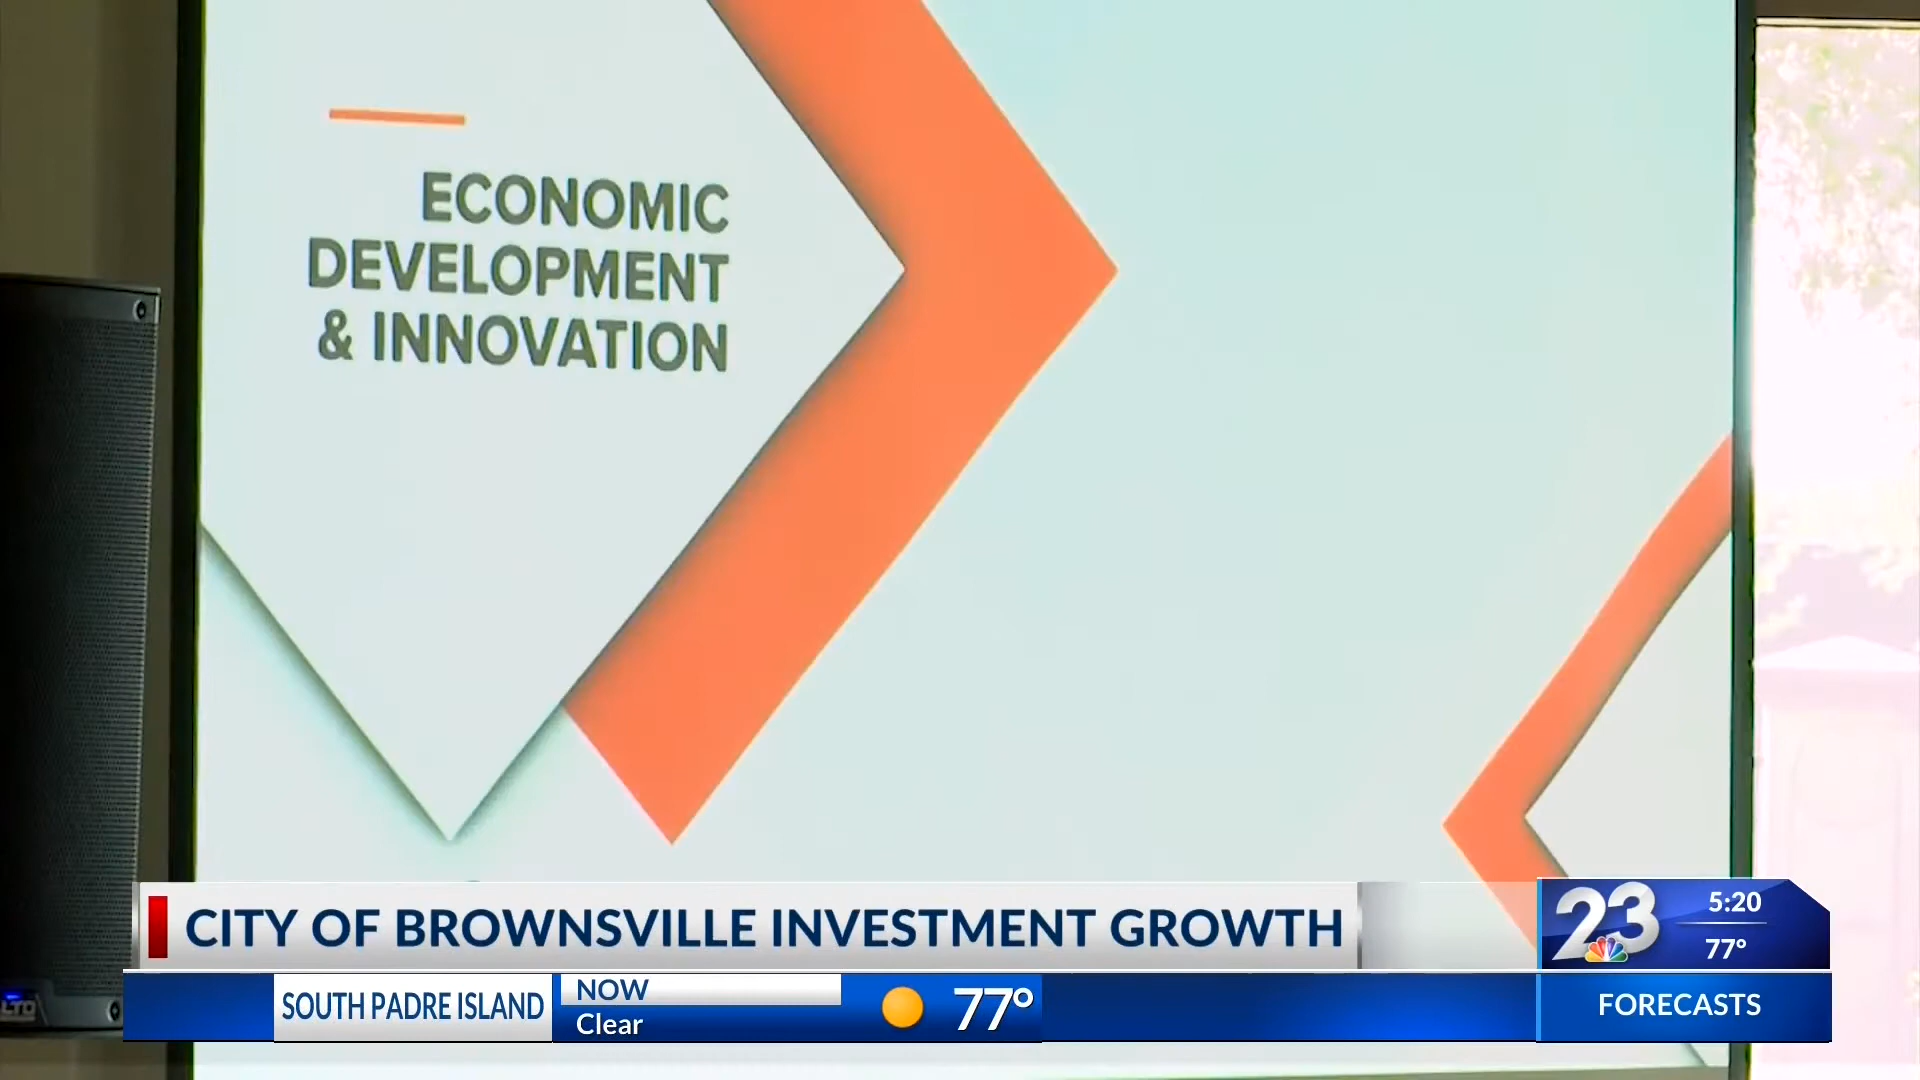 ECONOMIC
DEVELOPMENT
& INNOVATION
CITY OF BROWNSVILLE INVESTMENT GROWTH
23
5:20
77°
SOUTH PADRE ISLAND
NOW
Clear
77°
FORECASTS
LTO